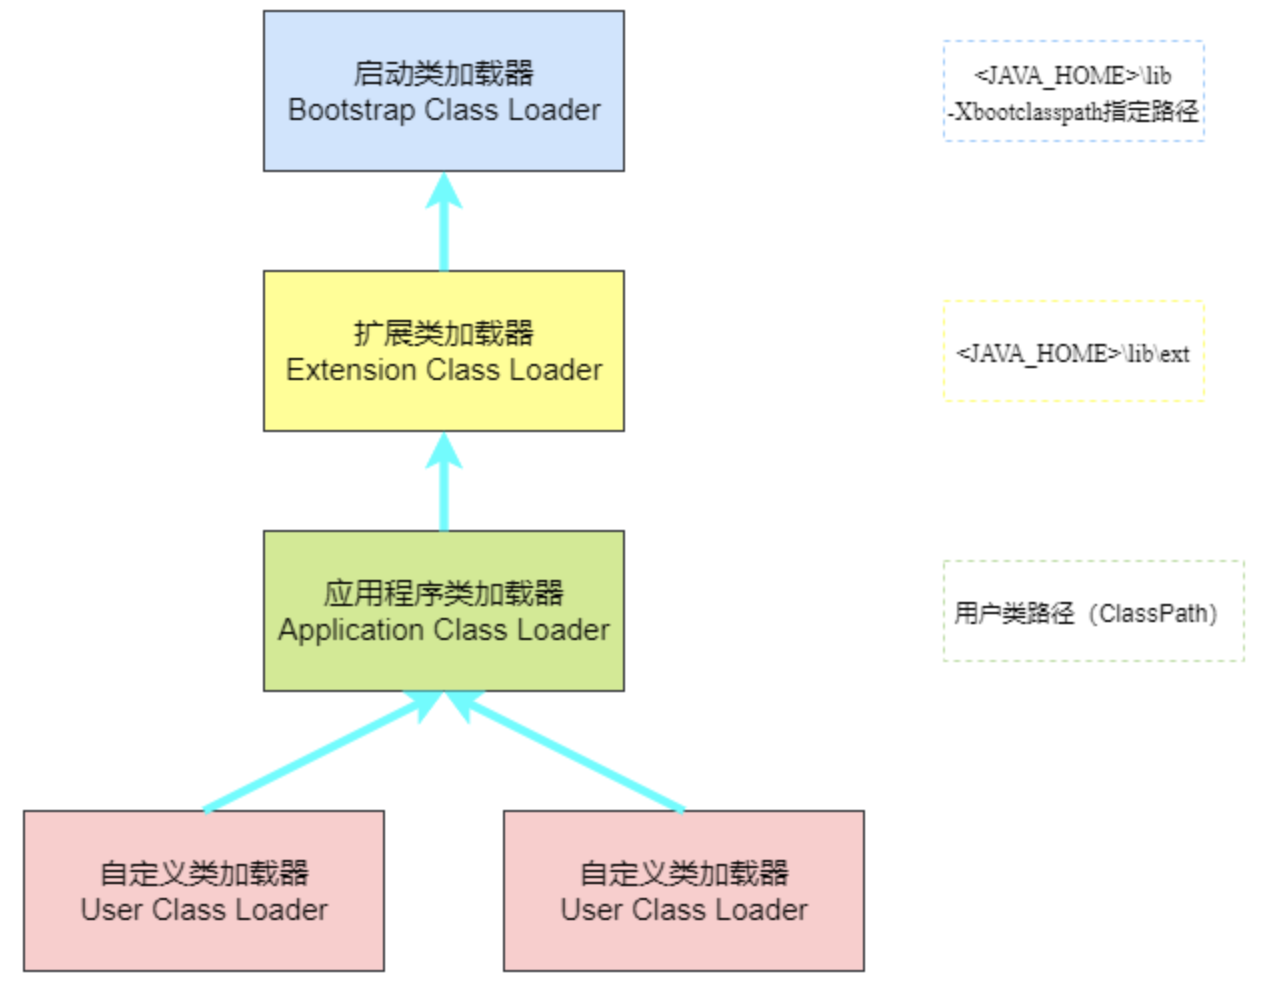 启动类加载器
Bootstrap Class Loader
<JAVA_HOME>\lib
-Xbootclasspath指定路径
扩展类加载器
Extension Class Loader
<JAVA_HOME>\lib\ext
应用程序类加载器
Application Class Loader
用户类路径（ClassPath）
自定义类加载器
User Class Loader
自定义类加载器
User Class Loader